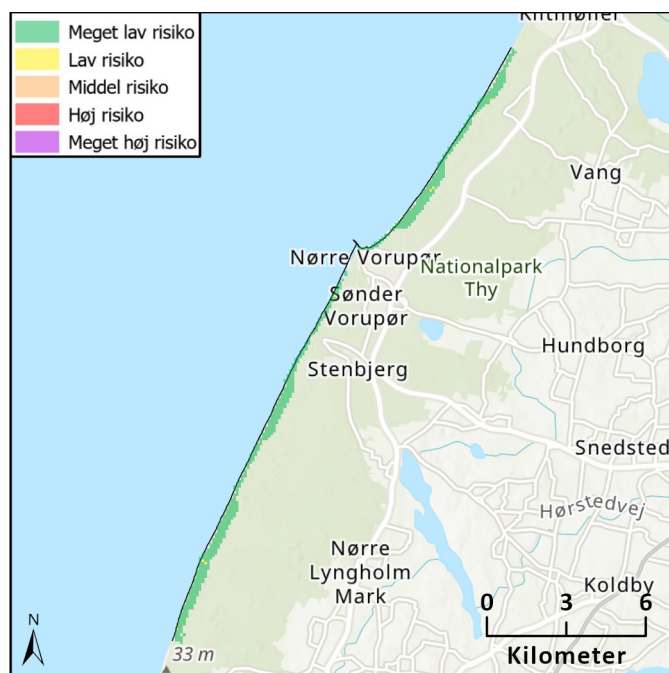 Meget lav risiko
Lav risiko
Middel risiko
Høj risiko
Meget høj risiko
Klitmøller
Vang
Nørre Vorupør
Nationalpark
Thy
Sønder
Vorupør
Hundborg
Stenbjerg
Snedsted
Hørstedvej
Nørre
Lyngholm
Mark
Koldby
0 3 6
Kilometer
N
33 m